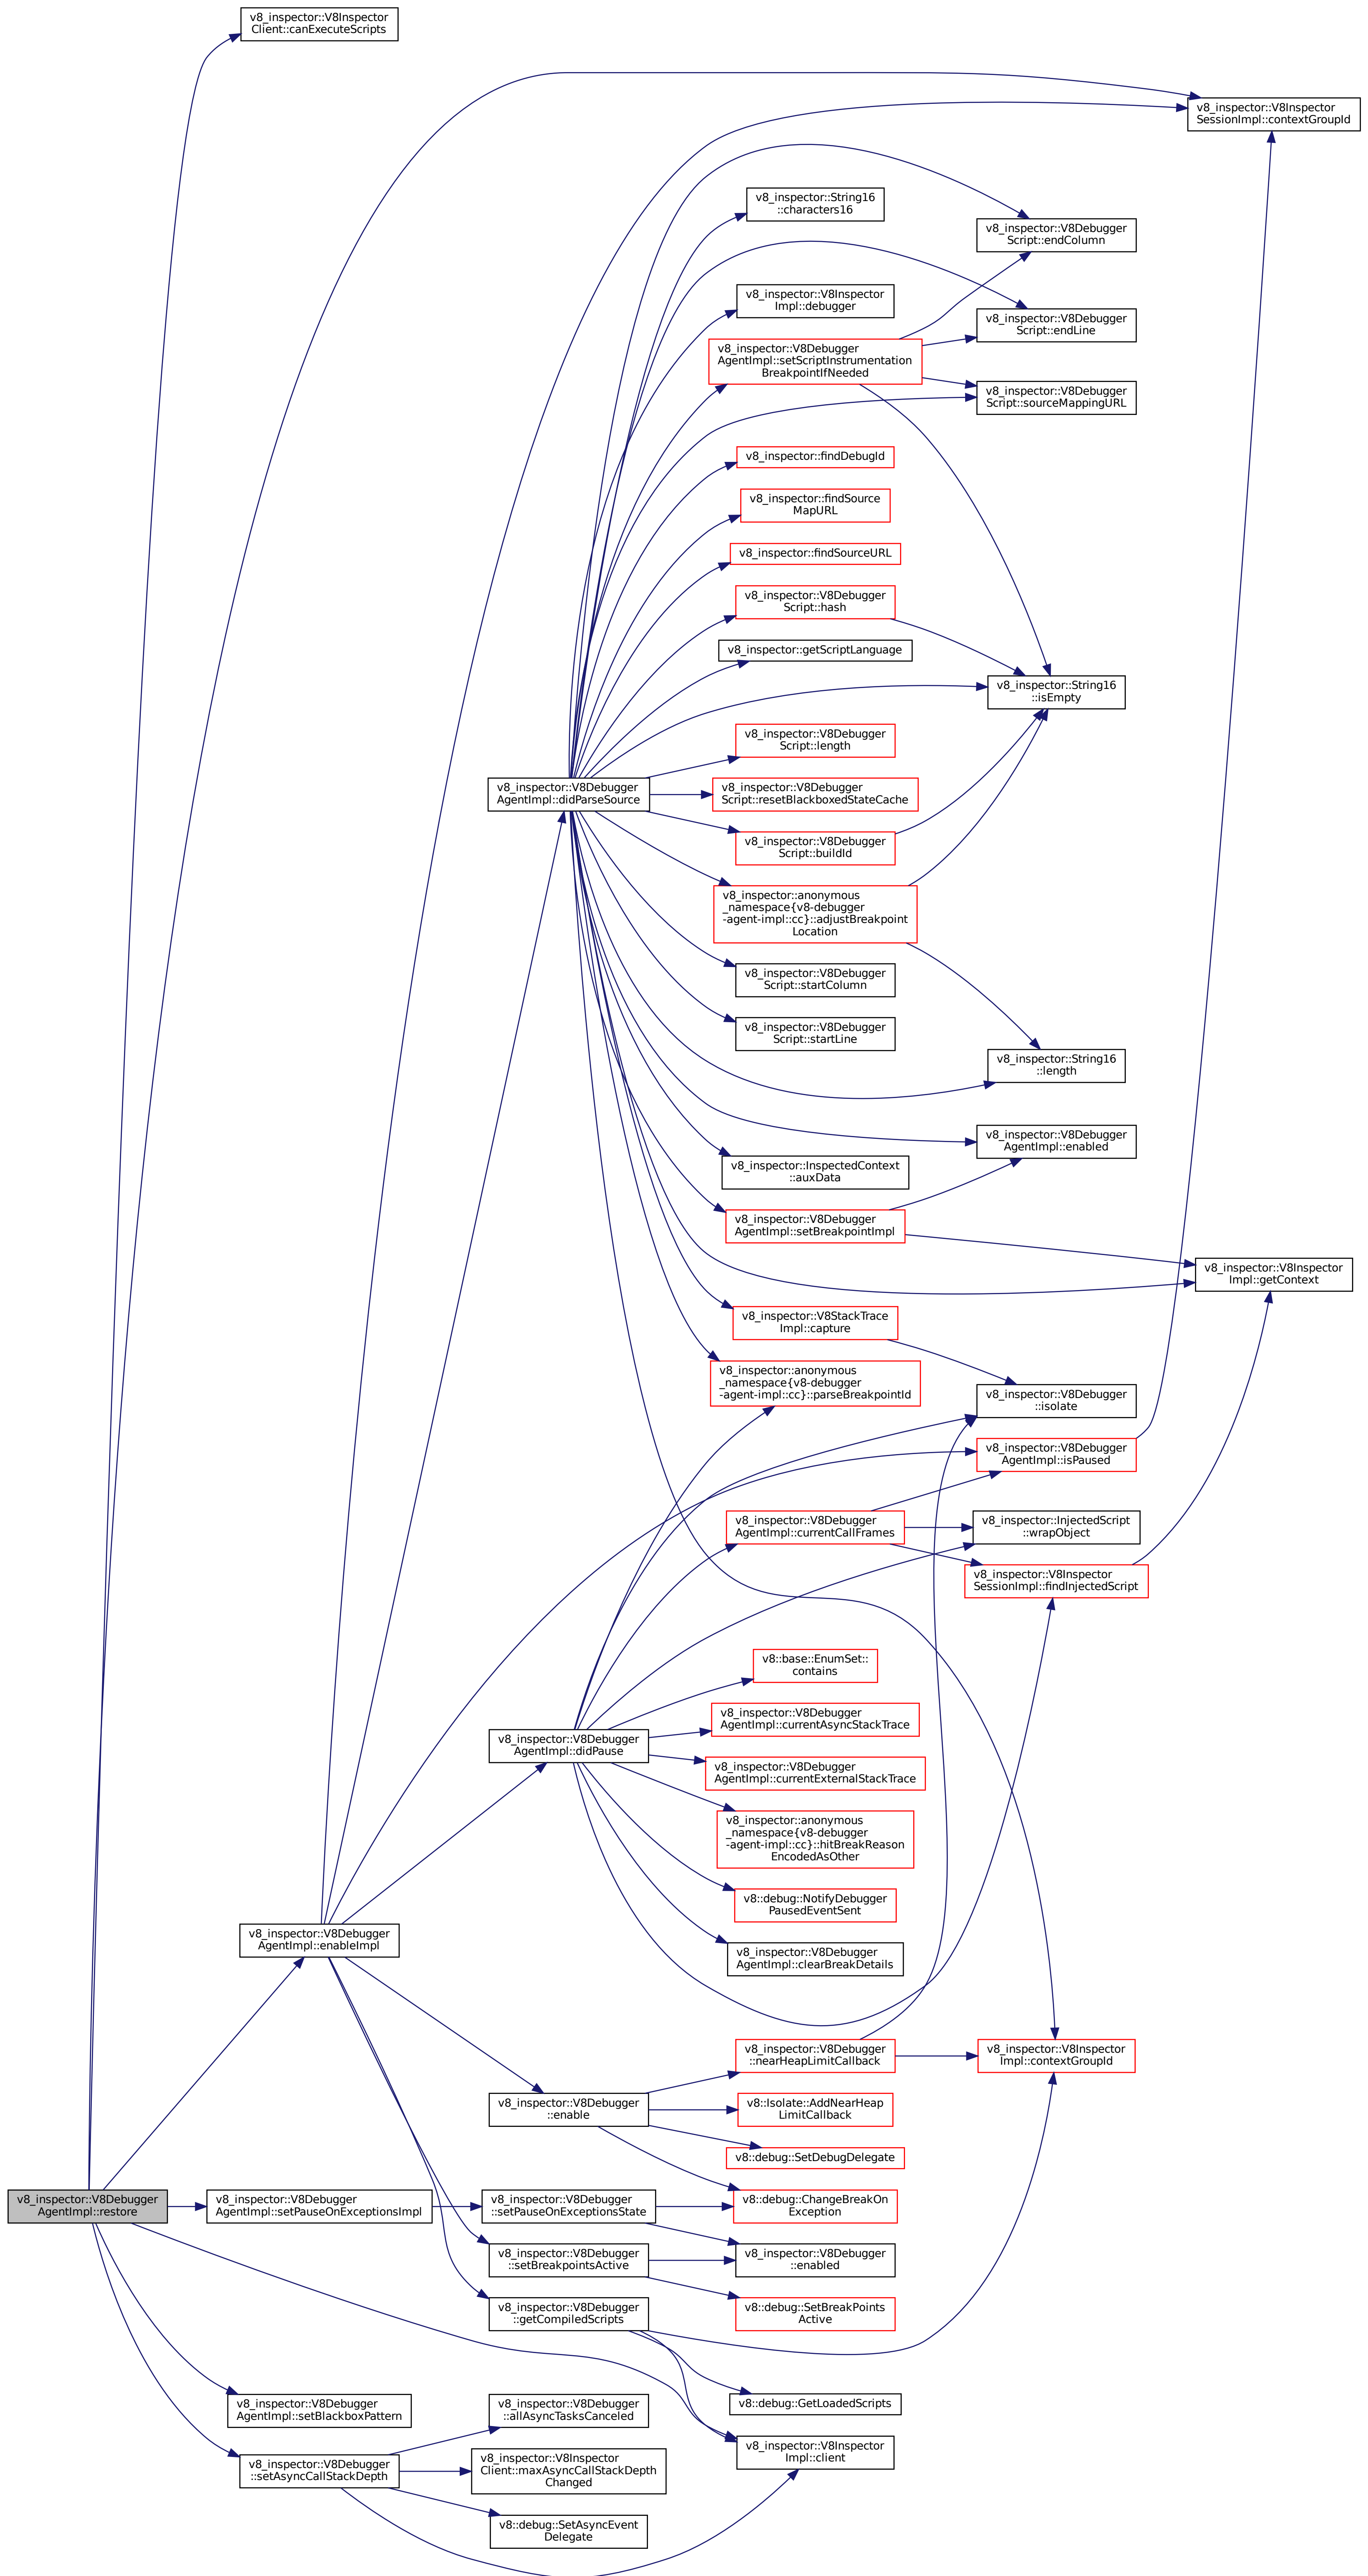 v8_inspector::V8Inspector
Client::canExecuteScripts
v8_inspector::V8Inspector
SessionImpl::contextGroupId
v8_inspector::String16
::characters16
v8_inspector::V8Debugger
Script::endColumn
v8_inspector::V8Inspector
Impl::debugger
v8_inspector::V8Debugger
Script::endLine
v8_inspector::V8Debugger
AgentImpl::setScriptInstrumentation
BreakpointIfNeeded
v8_inspector::V8Debugger
Script::sourceMappingURL
v8_inspector::findDebugId
v8_inspector::findSource
MapURL
v8_inspector::findSourceURL
v8_inspector::V8Debugger
Script::hash
v8_inspector::getScriptLanguage
v8_inspector::String16
::isEmpty
v8_inspector::V8Debugger
Script::length
v8_inspector::V8Debugger
AgentImpl::didParseSource
v8_inspector::V8Debugger
Script::resetBlackboxedStateCache
v8_inspector::V8Debugger
Script::buildId
v8_inspector::anonymous
_namespace{v8-debugger
-agent-impl::cc}::adjustBreakpoint
Location
v8_inspector::V8Debugger
Script::startColumn
v8_inspector::V8Debugger
Script::startLine
v8_inspector::String16
::length
v8_inspector::V8Debugger
AgentImpl::enabled
v8_inspector::InspectedContext
::auxData
v8_inspector::V8Debugger
AgentImpl::setBreakpointImpl
v8_inspector::V8Inspector
Impl::getContext
v8_inspector::V8StackTrace
Impl::capture
v8_inspector::anonymous
_namespace{v8-debugger
-agent-impl::cc}::parseBreakpointId
v8_inspector::V8Debugger
::isolate
v8_inspector::V8Debugger
AgentImpl::isPaused
v8_inspector::V8Debugger
AgentImpl::currentCallFrames
v8_inspector::InjectedScript
::wrapObject
v8_inspector::V8Inspector
SessionImpl::findInjectedScript
v8::base::EnumSet::
contains
v8_inspector::V8Debugger
AgentImpl::currentAsyncStackTrace
v8_inspector::V8Debugger
AgentImpl::didPause
v8_inspector::V8Debugger
AgentImpl::currentExternalStackTrace
v8_inspector::anonymous
_namespace{v8-debugger
-agent-impl::cc}::hitBreakReason
EncodedAsOther
v8::debug::NotifyDebugger
PausedEventSent
v8_inspector::V8Debugger
AgentImpl::enableImpl
v8_inspector::V8Debugger
AgentImpl::clearBreakDetails
v8_inspector::V8Debugger
::nearHeapLimitCallback
v8_inspector::V8Inspector
Impl::contextGroupId
v8_inspector::V8Debugger
::enable
v8::Isolate::AddNearHeap
LimitCallback
v8::debug::SetDebugDelegate
v8_inspector::V8Debugger
AgentImpl::restore
v8_inspector::V8Debugger
AgentImpl::setPauseOnExceptionsImpl
v8_inspector::V8Debugger
::setPauseOnExceptionsState
v8::debug::ChangeBreakOn
Exception
v8_inspector::V8Debugger
::setBreakpointsActive
v8_inspector::V8Debugger
::enabled
v8_inspector::V8Debugger
::getCompiledScripts
v8::debug::SetBreakPoints
Active
v8_inspector::V8Debugger
AgentImpl::setBlackboxPattern
v8_inspector::V8Debugger
::allAsyncTasksCanceled
v8::debug::GetLoadedScripts
v8_inspector::V8Debugger
::setAsyncCallStackDepth
v8_inspector::V8Inspector
Client::maxAsyncCallStackDepth
Changed
v8_inspector::V8Inspector
Impl::client
v8::debug::SetAsyncEvent
Delegate